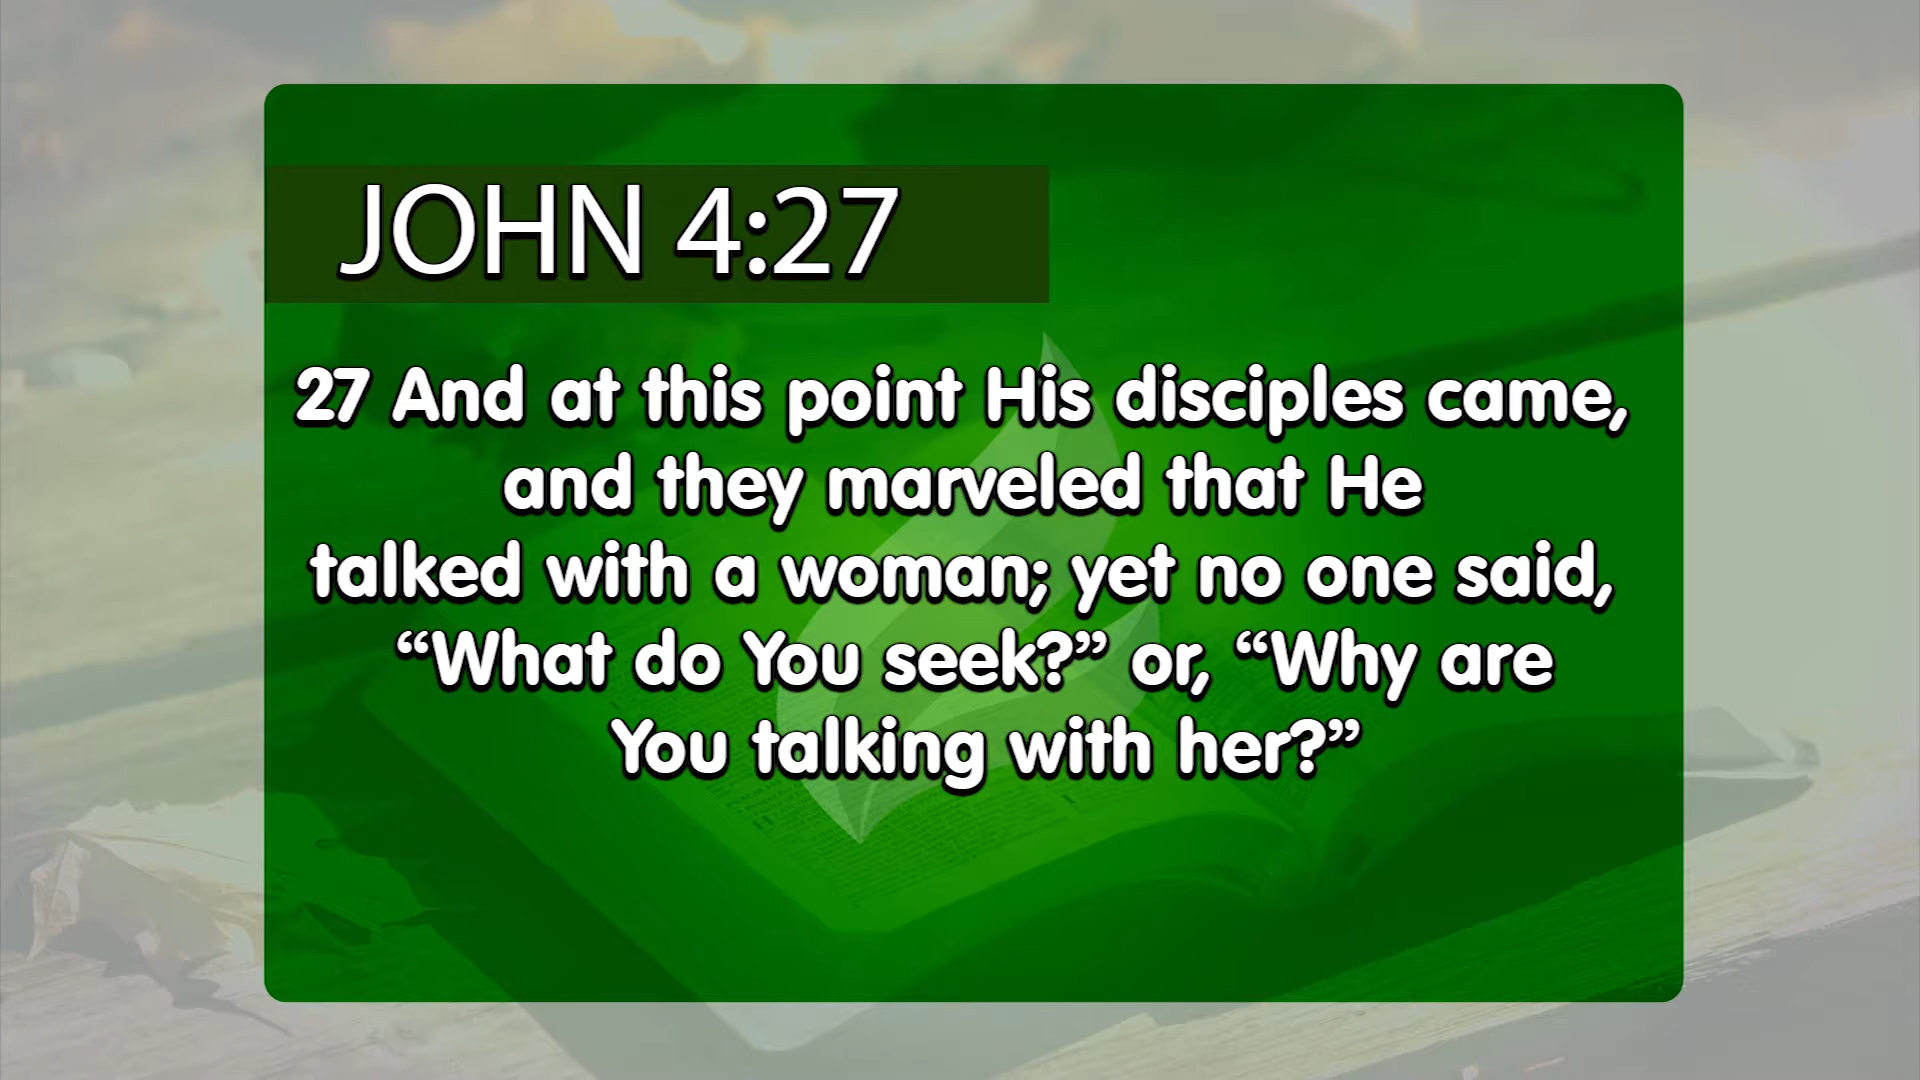 JOHN 4:27
27 And at this point His disciples came,
and they marveled that He
talked with a woman; yet no one said,
“What do You seek?” or, “Why are
You talking with her?”